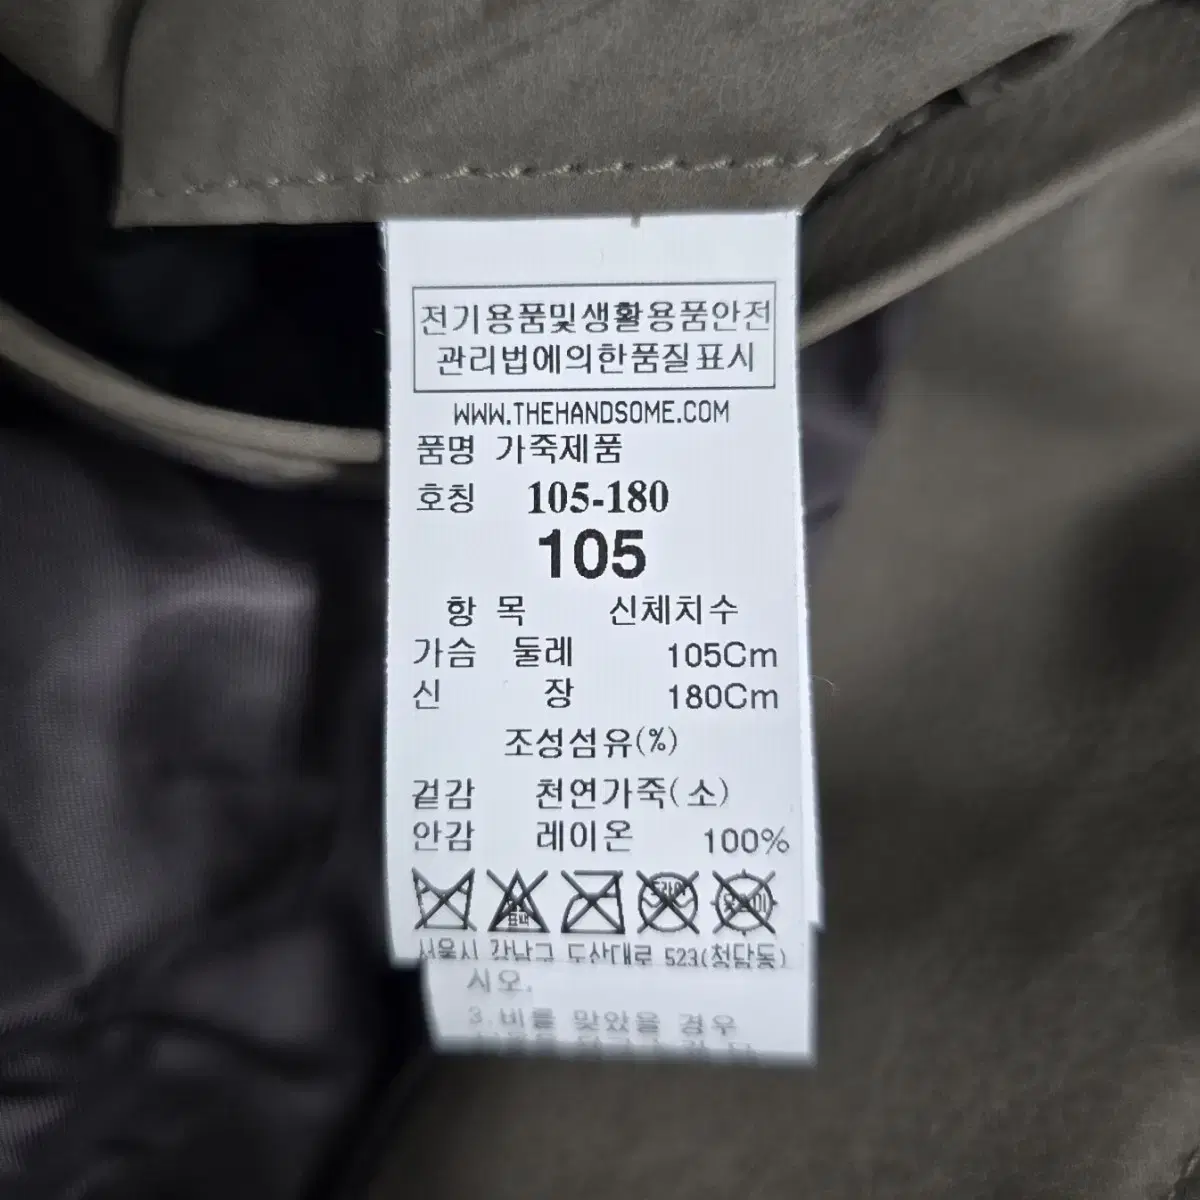 전기용품및생활용품안전
관리법에의한품질표시
WWW.THEHANDSOME.COM
품명 가죽제품
호칭 105-180
105
항 목 신체치수
가슴 둘레 105Cm
신 장 180Cm
조성섬유(%)
겉감 천연가죽(소)
안감 레이온 100%
서울시 강남구 도산대로 523(청담동)
시오.
3.비를 맞았을 경우